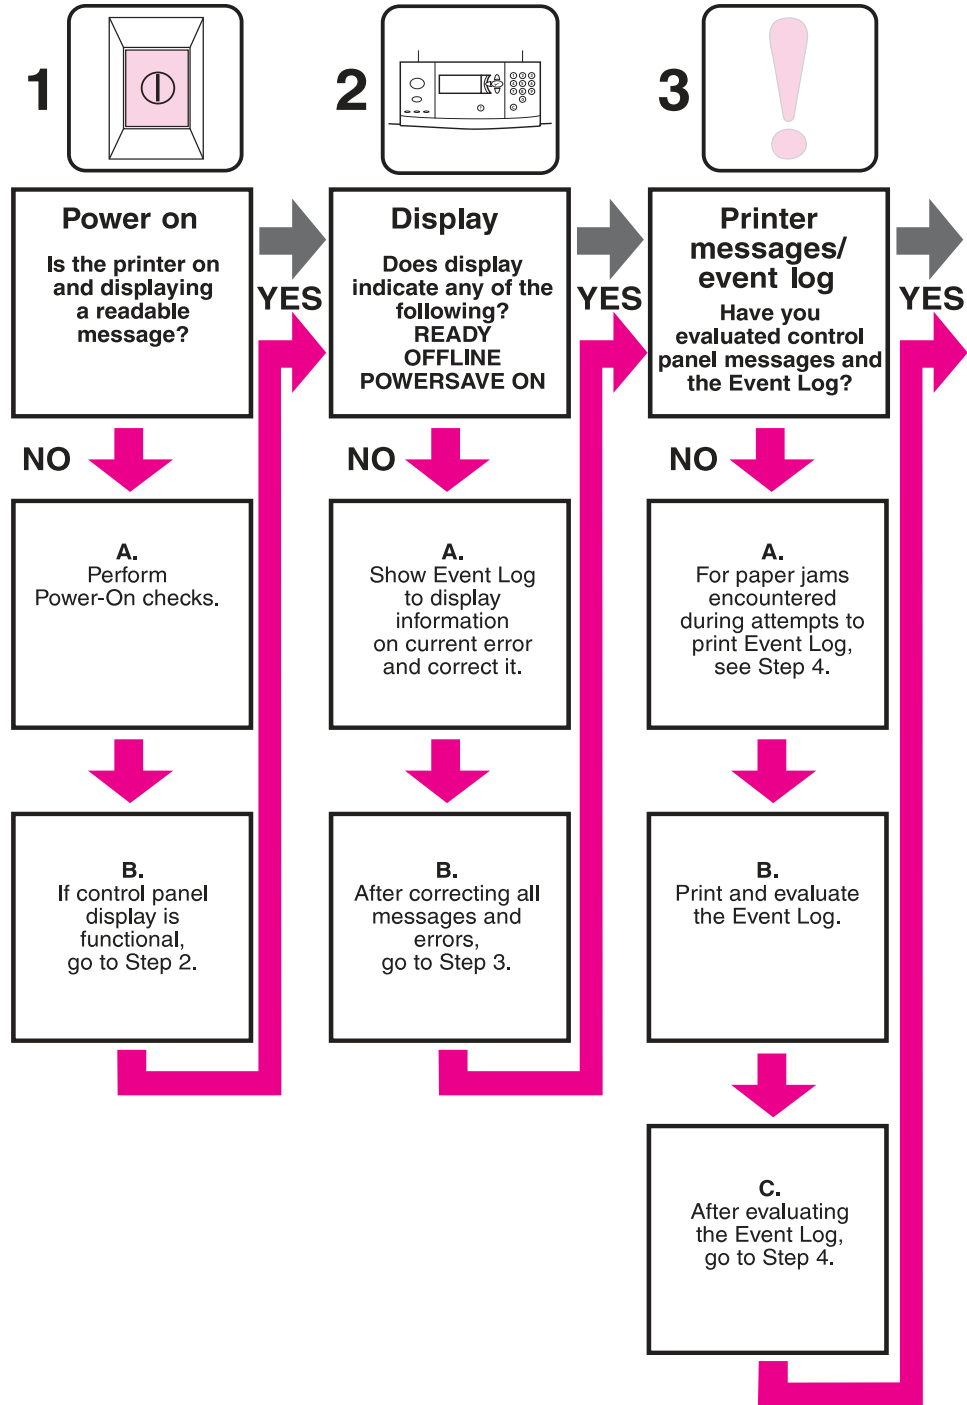 1
2
3
Power on
Is the printer on
and displaying
a readable
message?
YES
NO
A.
Perform
Power-On checks.
B.
If control panel
display is
functional,
go to Step 2.
Display
Does display
indicate any of the
following?
READY
OFFLINE
POWERSAVE ON
YES
NO
A.
Show Event Log
to display
information
on current error
and correct it.
B.
After correcting all
messages and
errors,
go to Step 3.
Printer
messages/
event log
Have you
evaluated control
panel messages and
the Event Log?
YES
NO
A.
For paper jams
encountered
during attempts to
print Event Log,
see Step 4.
B.
Print and evaluate
the Event Log.
C.
After evaluating
the Event Log,
go to Step 4.